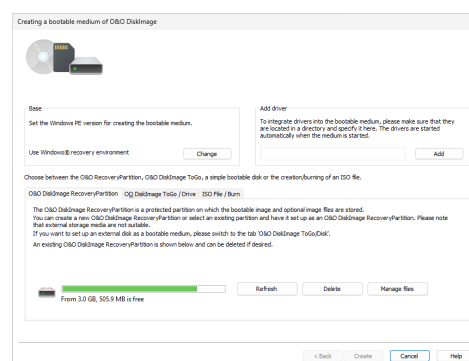 Creating a bootable medium of O&O DiskImage
Base
Set the Windows PE version for creating the bootable medium.
Use Windows® recovery environment
Change
Add driver
To integrate drivers into the bootable medium, please make sure that they
are located in a directory and specify it here. The drivers are started
automatically when the medium is started.
Add
Choose between the O&O RecoveryPartition, O&O DiskImage ToGo, a simple bootable disk or the creation/burning of an ISO file.
O&O DiskImage RecoveryPartition
OO DiskImage ToGo / Drive
ISO File / Burn
The O&O DiskImage RecoveryPartition is a protected partition on which the bootable image and optional image files are stored.
You can create a new O&O DiskImage RecoveryPartition or select an existing partition and have it set up as an O&O DiskImage RecoveryPartition. Please note
that external storage media are not suitable.
If you want to set up an external disk as a bootable medium, please switch to the tab 'O&O DiskImage ToGo/Disk'.
An existing O&O DiskImage RecoveryPartition is shown below and can be deleted if desired.
From 3.0 GB, 505.9 MB is free
Refresh
Delete
Manage files
< Back
Create
Cancel
Help